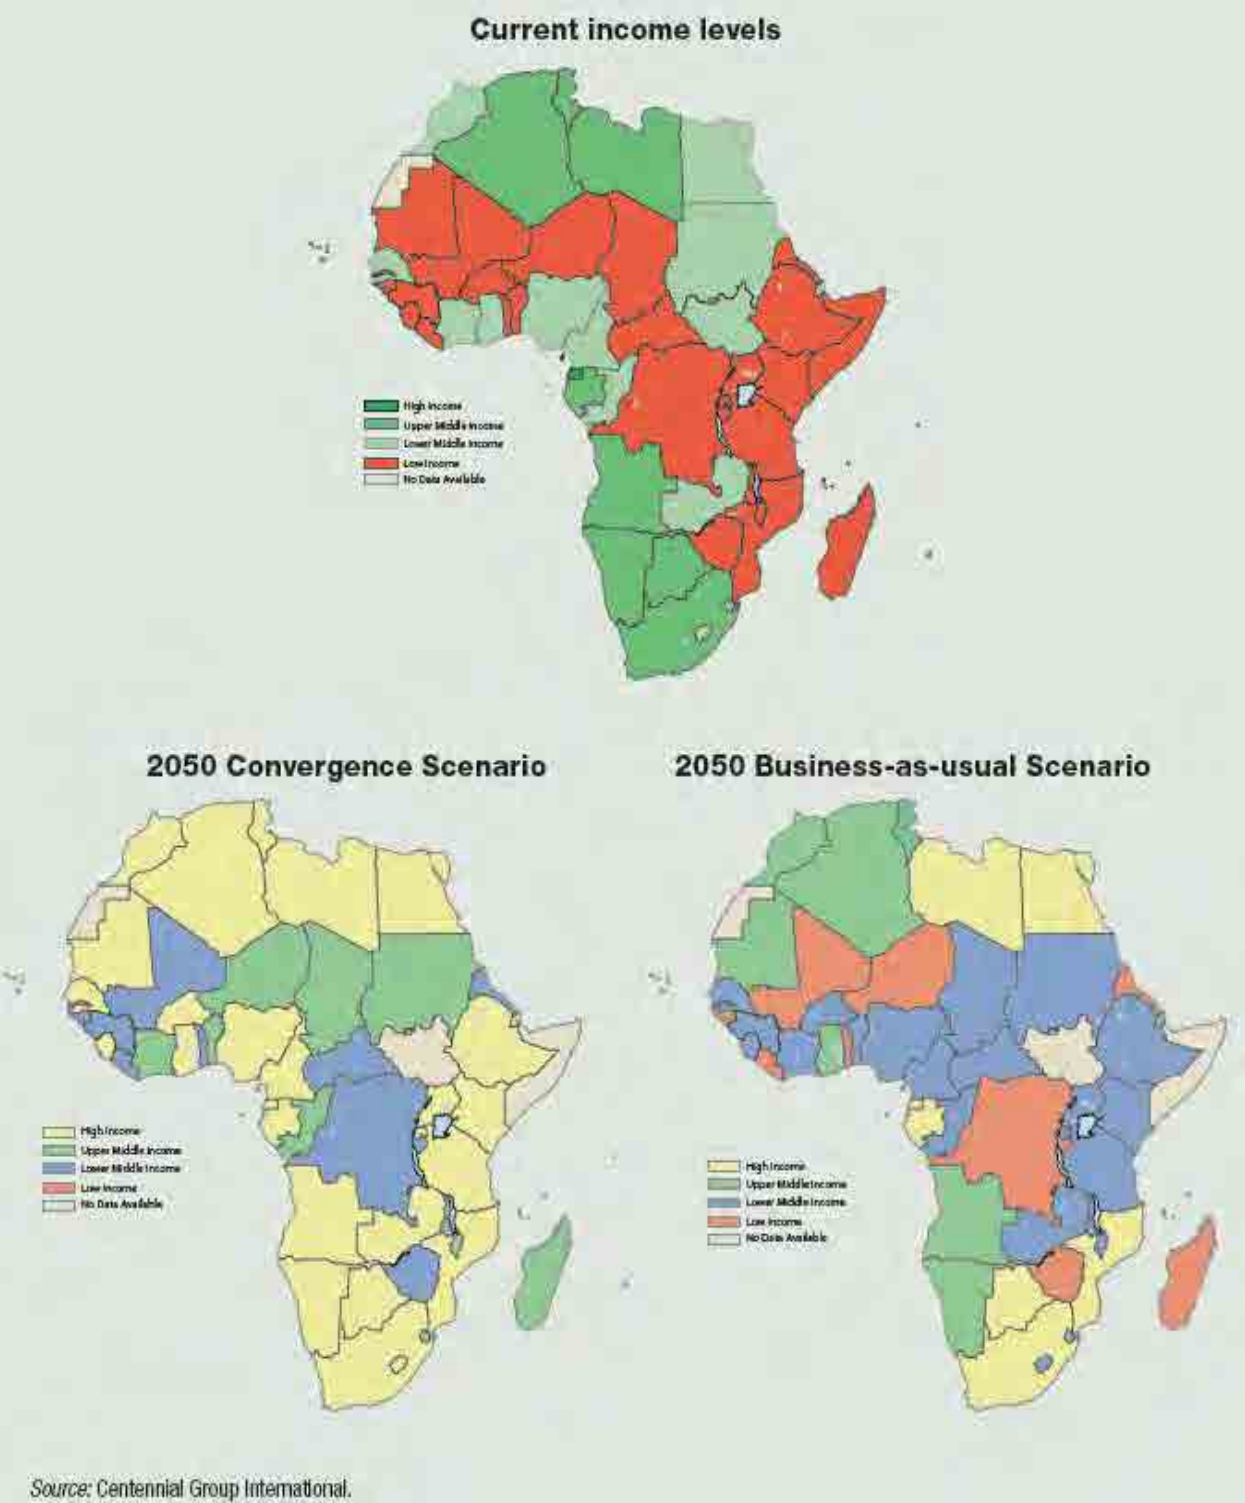 Current income levels
High Income
Upper Middle Income
Lower Middle Income
Low Income
No Data Available
2050 Convergence Scenario
2050 Business-as-usual Scenario
High Income
Upper Middle Income
Lower Middle Income
Low Income
No Data Available
High Income
Upper Middle Income
Lower Middle Income
Low Income
No Data Available
Source: Centennial Group International.